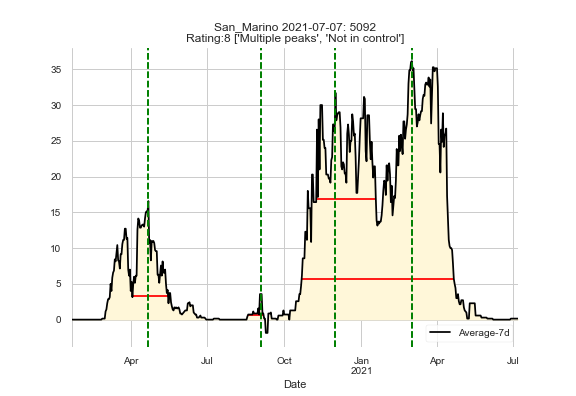 San_Marino 2021-07-07: 5092
Rating:8 ['Multiple peaks', 'Not in control']
35
30
25
20
15
10
5
0
Apr Jul Oct Jan Apr Jul
2021
Average-7d
Date